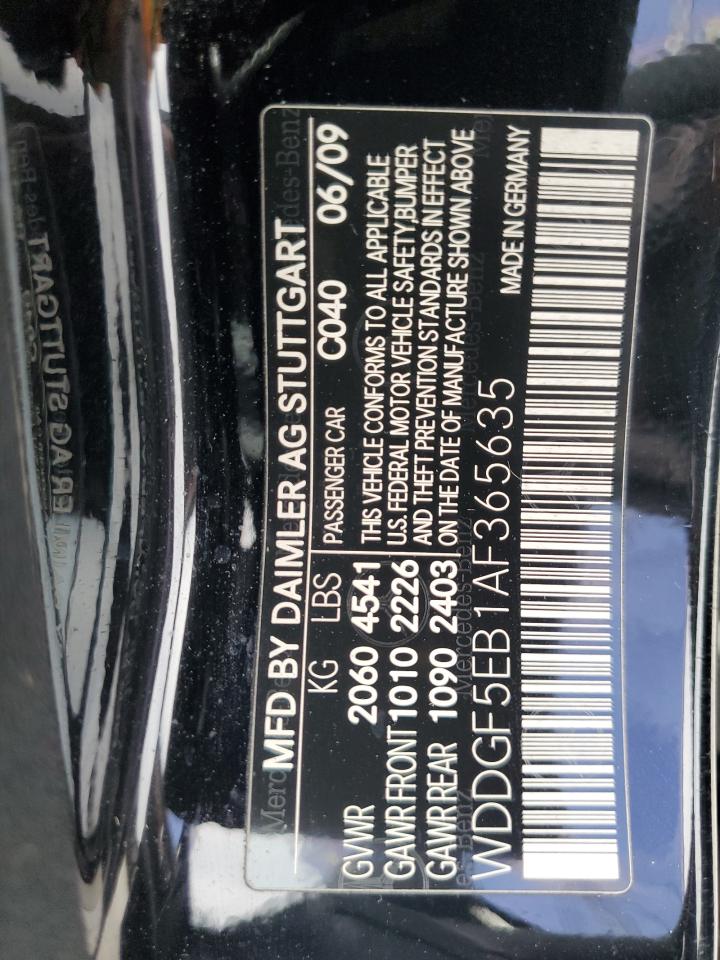 MFD BY DAIMLER AG STUTTGART
KG LBS PASSENGER CAR C040 06/09
GVWR 2060 4541 THIS VEHICLE CONFORMS TO ALL APPLICABLE
GAWR FRONT 1010 2226 U.S. FEDERAL MOTOR VEHICLE SAFETY,BUMPER
GAWR REAR 1090 2403 AND THEFT PREVENTION STANDARDS IN EFFECT
ON THE DATE OF MANUFACTURE SHOWN ABOVE
WDDGF5EB1AF365635 MADE IN GERMANY